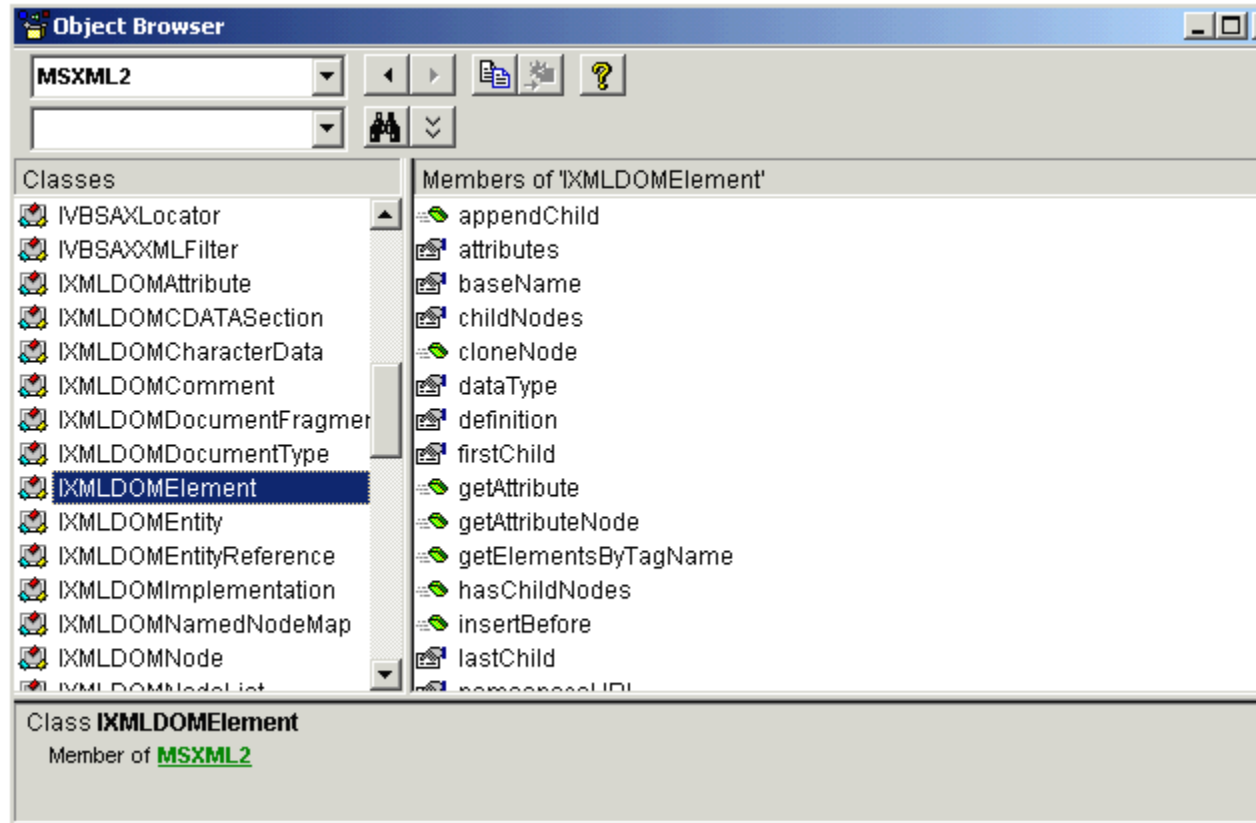 Object Browser
MSXML2
Classes
IVBSAXLocator
IVBSAXXMLFilter
IXMLDOMAttribute
IXMLDOMCDATASection
IXMLDOMCharacterData
IXMLDOMComment
IXMLDOMDocumentFragmer
IXMLDOMDocumentType
IXMLDOMElement
IXMLDOMEntity
IXMLDOMEntityReference
IXMLDOMImplementation
IXMLDOMNamedNodeMap
IXMLDOMNode
IXMLDOMNodeList
Members of 'IXMLDOMElement'
appendChild
attributes
baseName
childNodes
cloneNode
dataType
definition
firstChild
getAttribute
getAttributeNode
getElementsByTagName
hasChildNodes
insertBefore
lastChild
namespaceURI
Class IXMLDOMElement
Member of MSXML2